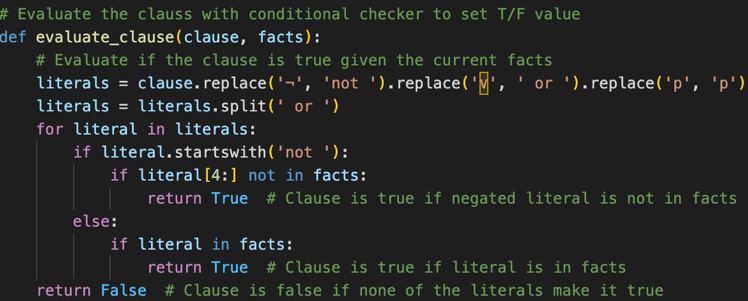 # Evaluate the clauss with conditional checker to set T/F value
def evaluate_clause(clause, facts):
    # Evaluate if the clause is true given the current facts
    literals = clause.replace('¬', 'not ').replace('∨', ' or ').replace('p', 'p')
    literals = literals.split(' or ')
    for literal in literals:
        if literal.startswith('not '):
            if literal[4:] not in facts:
                return True  # Clause is true if negated literal is not in facts
        else:
            if literal in facts:
                return True  # Clause is true if literal is in facts
    return False  # Clause is false if none of the literals make it true